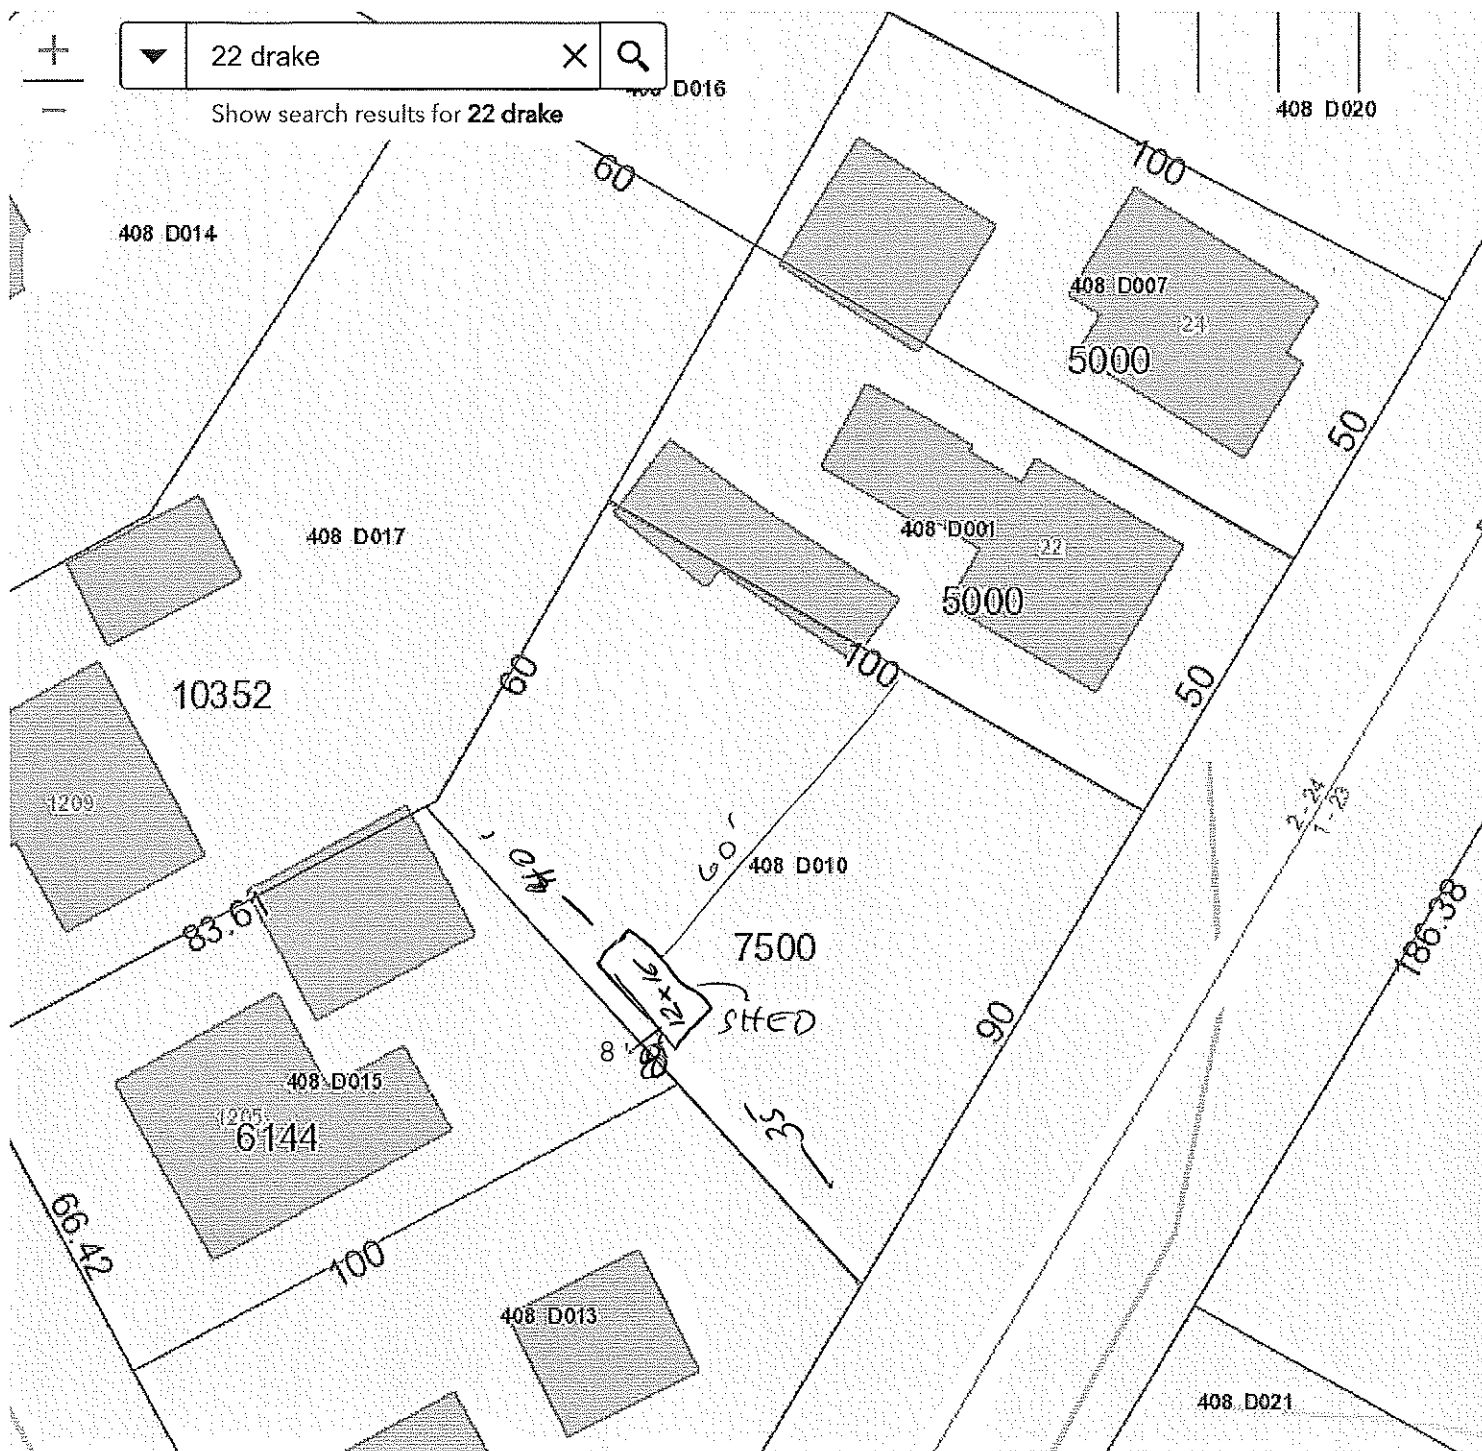 +
22 drake
−
Show search results for 22 drake
408 D016
408 D020
60
100
408 D014
408 D007
24
5000
50
408 D017
408 D001
22
5000
60
100
50
10352
1209
2 - 24
1 - 23
40'
60'
408 D010
83.61
7500
186.38
12x16
SHED
90
8'
408 D015
1205
6144
35'
66.42
100
408 D013
408 D021